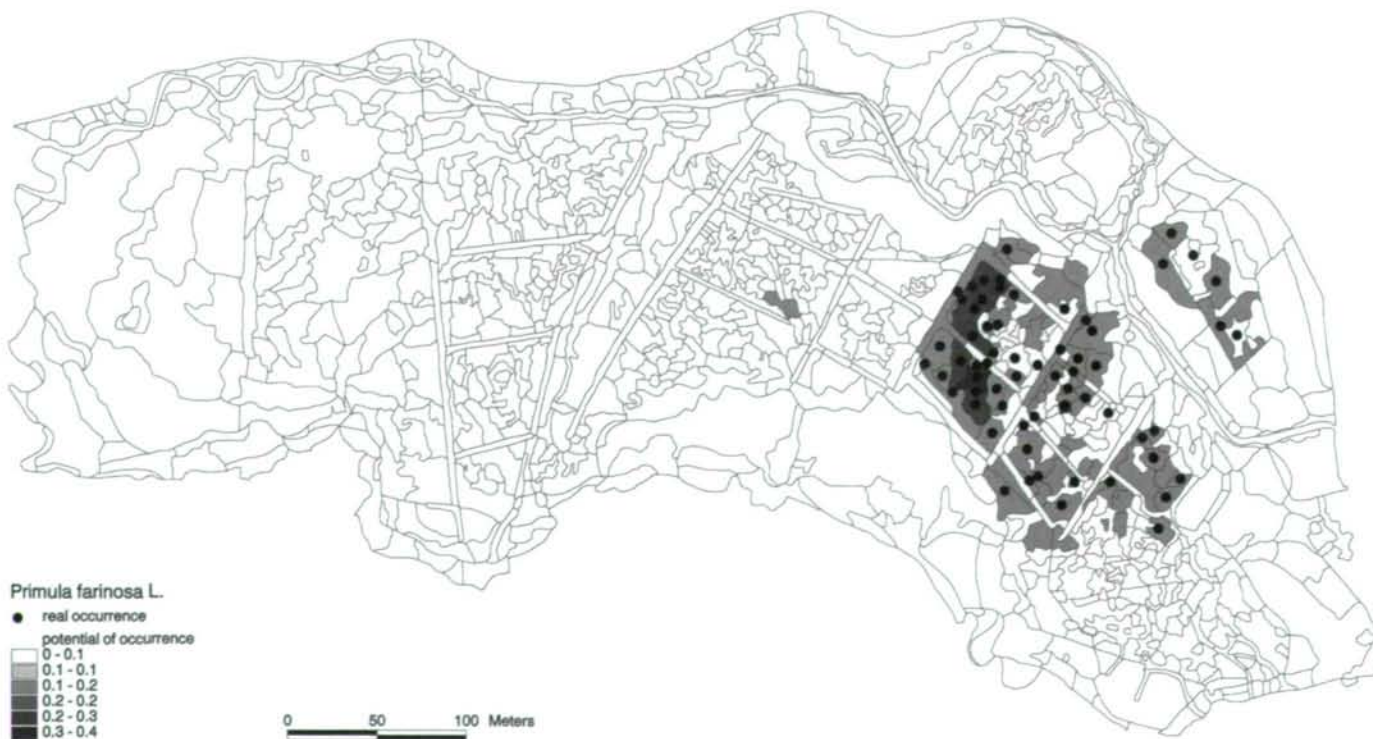 Primula farinosa L.
real occurrence
potential of occurrence
0 - 0.1
0.1 - 0.1
0.1 - 0.2
0.2 - 0.2
0.2 - 0.3
0.3 - 0.4
0 50 100 Meters